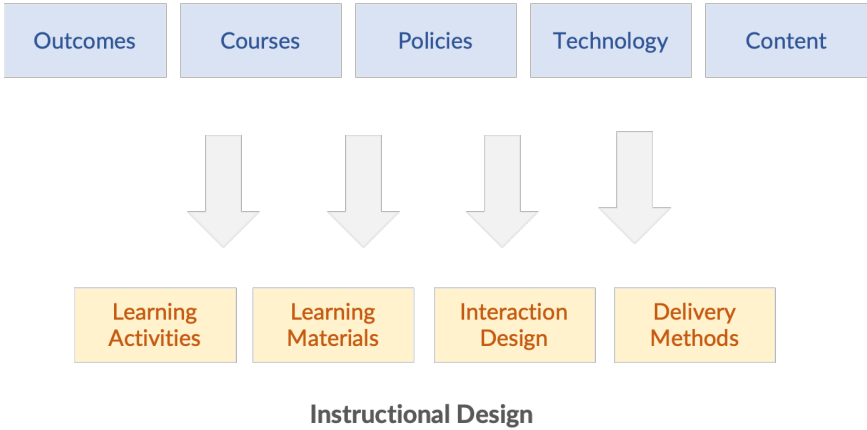 Outcomes
Courses
Policies
Technology
Content
Learning
Activities
Learning
Materials
Interaction
Design
Delivery
Methods
Instructional Design